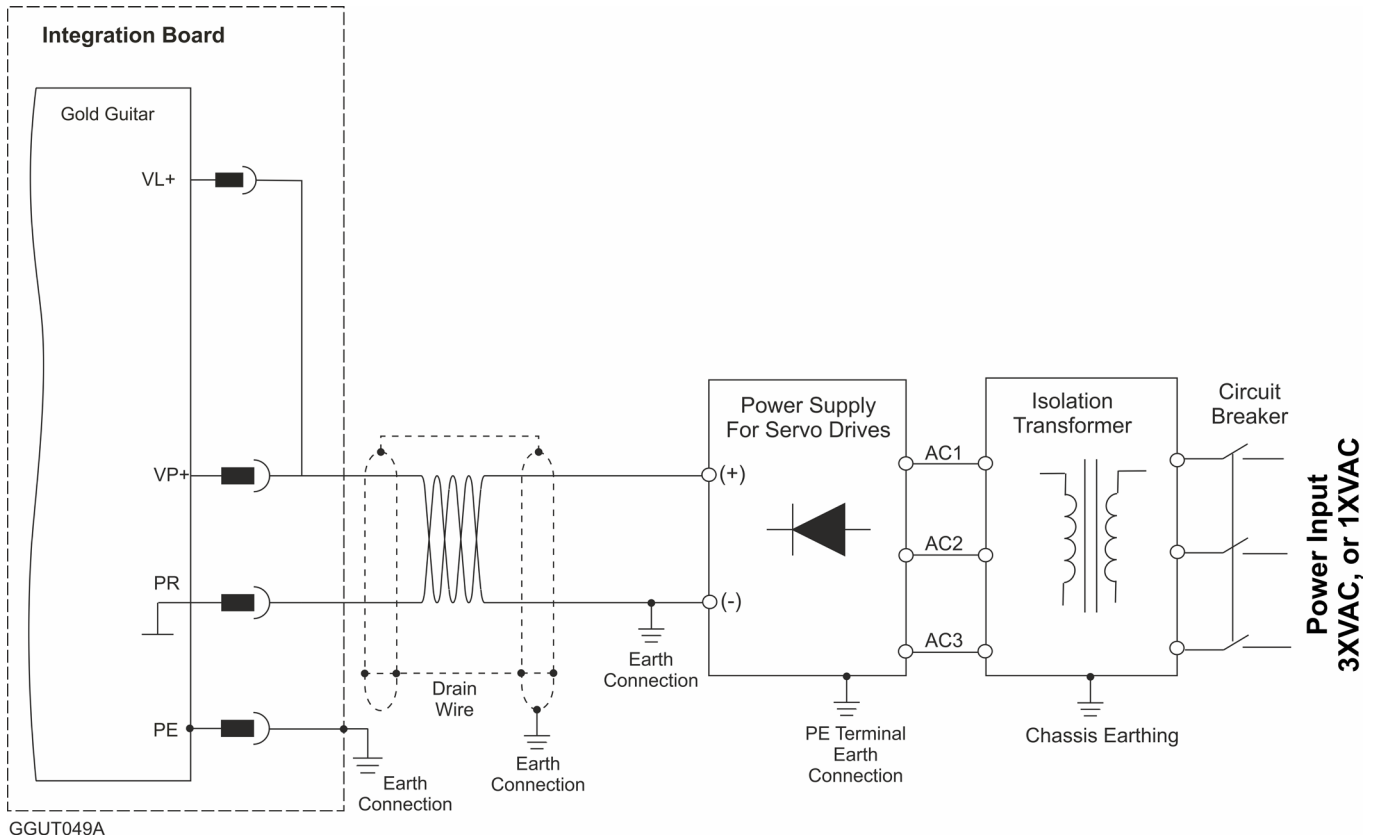 Integration Board
Gold Guitar
VL+
VP+
PR
PE
Drain
Wire
Earth
Connection
Earth
Connection
Earth
Connection
Power Supply
For Servo Drives
(+)
(-)
PE Terminal
Earth
Connection
AC1
AC2
AC3
Isolation
Transformer
Chassis Earthing
Circuit
Breaker
Power Input
3XVAC, or 1XVAC
GGUT049A